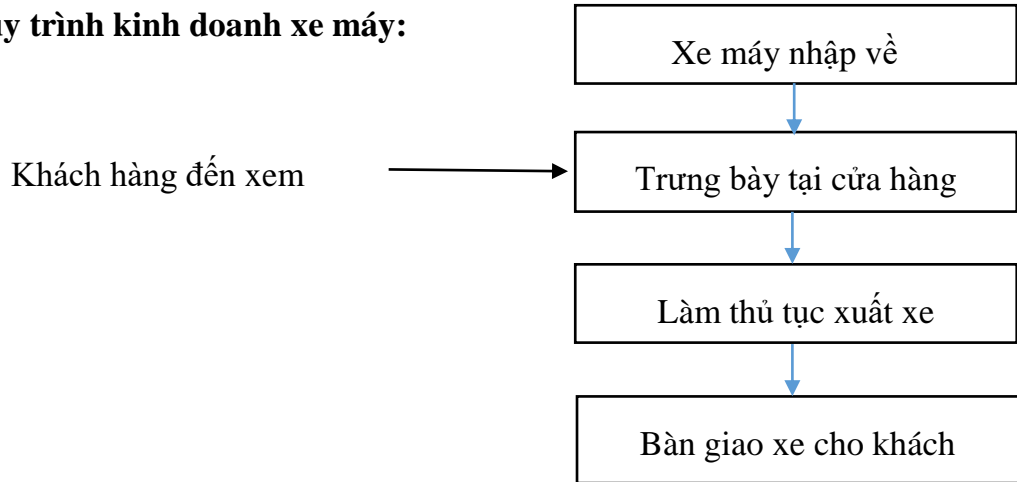 uy trình kinh doanh xe máy:
Xe máy nhập về
Khách hàng đến xem
Trưng bày tại cửa hàng
Làm thủ tục xuất xe
Bàn giao xe cho khách